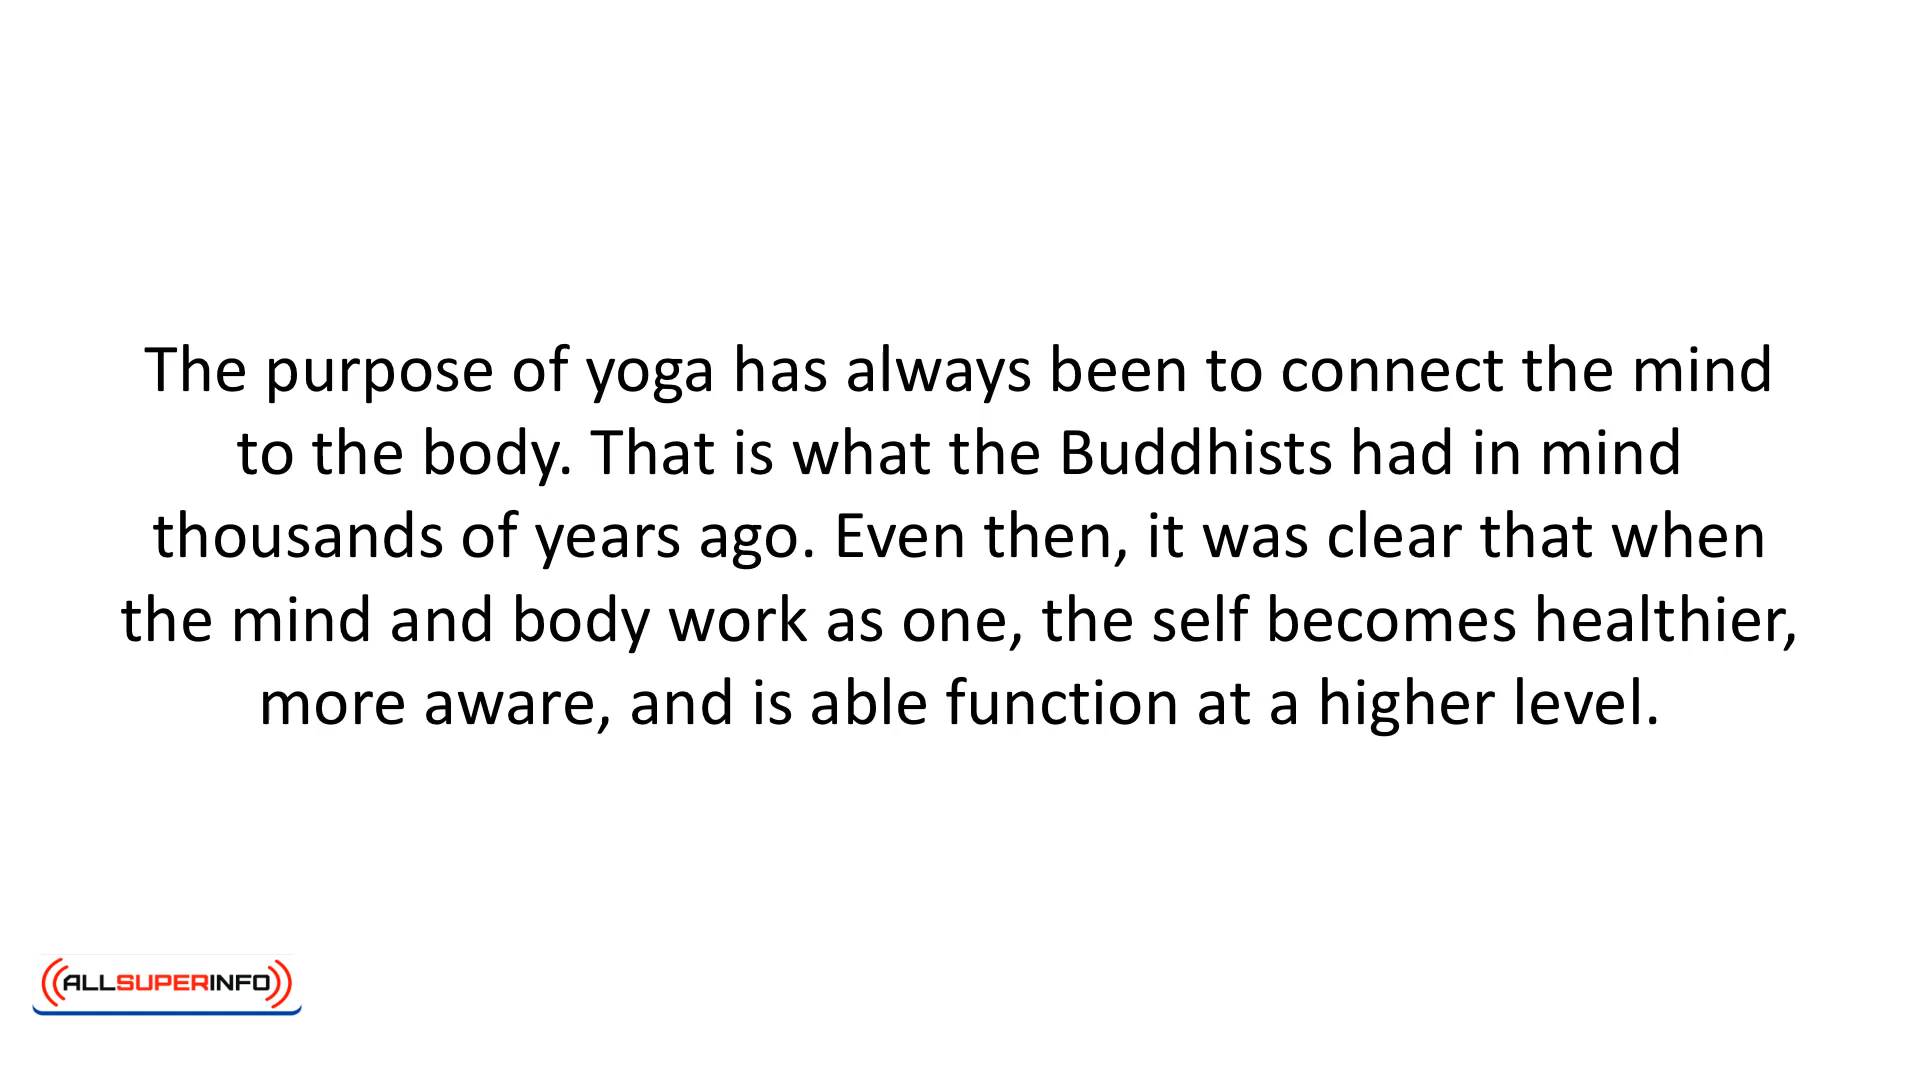 The purpose of yoga has always been to connect the mind
to the body. That is what the Buddhists had in mind
thousands of years ago. Even then, it was clear that when
the mind and body work as one, the self becomes healthier,
more aware, and is able function at a higher level.
ALLSUPERINFO